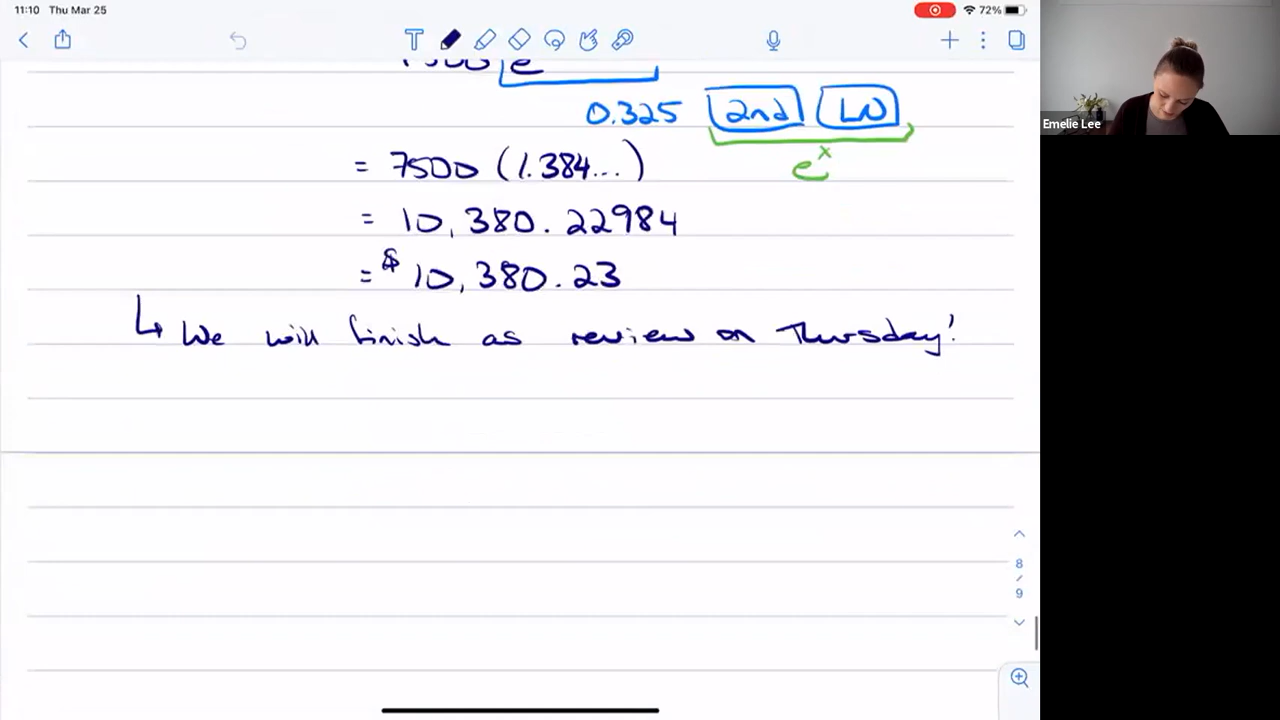 11:10 Thu Mar 25
72%
Emelie Lee
7500 e
0.325 2nd LN
e^x
= 7500 (1.384...)
= 10,380.22984
= $10,380.23
↳ We will finish as review on Thursday!
8
/
9